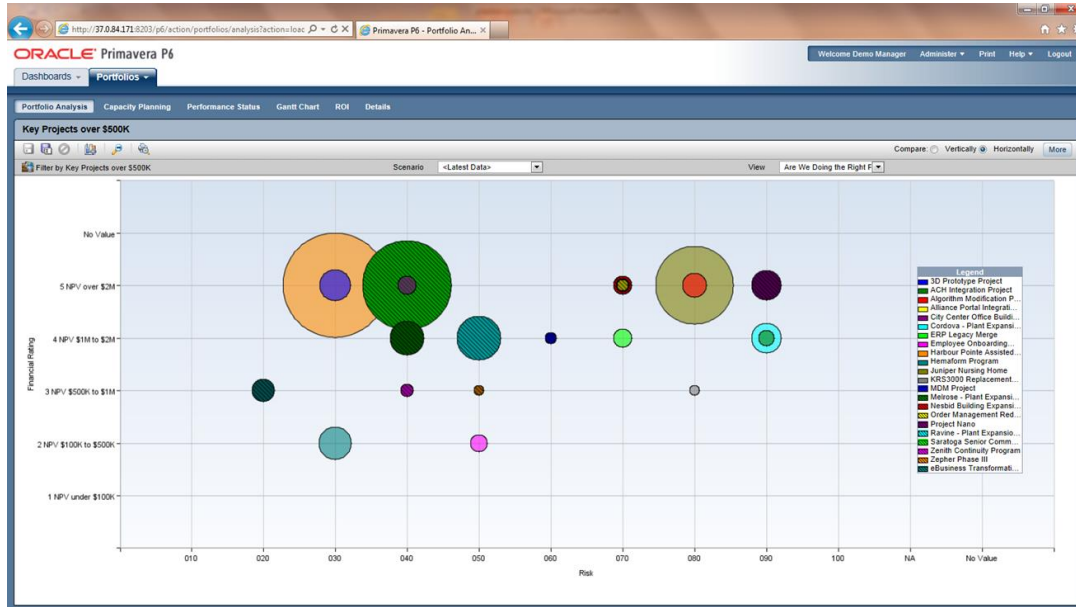 http://37.0.84.171:8203/p6/action/portfolios/analysis?action=loac
Primavera P6 - Portfolio An...
ORACLE Primavera P6
Welcome Demo Manager Administer Print Help Logout
Dashboards Portfolios
Portfolio Analysis Capacity Planning Performance Status Gantt Chart ROI Details
Key Projects over $500K
Compare: Vertically Horizontally More
Filter by Key Projects over $500K Scenario <Latest Data> View Are We Doing the Right P
No Value
5 NPV over $2M
4 NPV $1M to $2M
Financial Rating
3 NPV $500K to $1M
2 NPV $100K to $500K
1 NPV under $100K
010 020 030 040 050 060 070 080 090 100 NA No Value
Risk
Legend
3D Prototype Project
ACH Integration Project
Algorithm Modification P...
Alliance Portal Integrati...
City Center Office Buildi...
Cordova - Plant Expansi...
ERP Legacy Merge
Employee Onboarding...
Harbour Pointe Assisted...
Hemaform Program
Juniper Nursing Home
KRS3000 Replacement...
MDM Project
Melrose - Plant Expansi...
Nesbid Building Expansi...
Order Management Red...
Project Nano
Ravine - Plant Expansio...
Saratoga Senior Comm...
Zenith Continuity Program
Zepher Phase III
eBusiness Transformati...